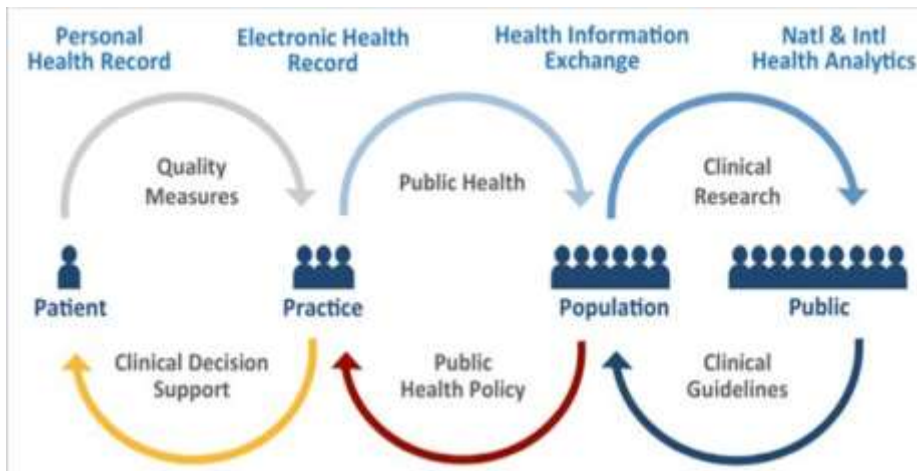 Personal
Health Record
Electronic Health
Record
Health Information
Exchange
Natl & Intl
Health Analytics
Quality
Measures
Public Health
Clinical
Research
Patient
Practice
Population
Public
Clinical Decision
Support
Public
Health Policy
Clinical
Guidelines